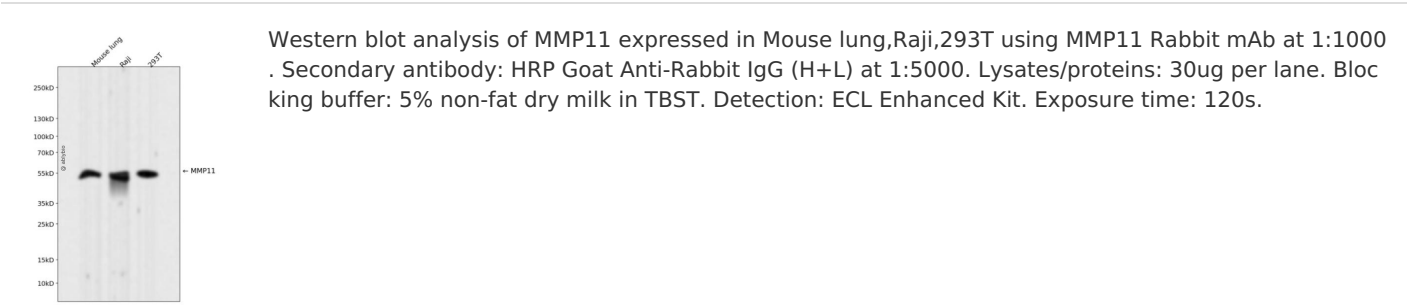 Mouse lung
Raji
293T
250kD
130kD
100kD
70kD
55kD
35kD
25kD
15kD
10kD
← MMP11
Western blot analysis of MMP11 expressed in Mouse lung,Raji,293T using MMP11 Rabbit mAb at 1:1000
. Secondary antibody: HRP Goat Anti-Rabbit IgG (H+L) at 1:5000. Lysates/proteins: 30ug per lane. Bloc
king buffer: 5% non-fat dry milk in TBST. Detection: ECL Enhanced Kit. Exposure time: 120s.